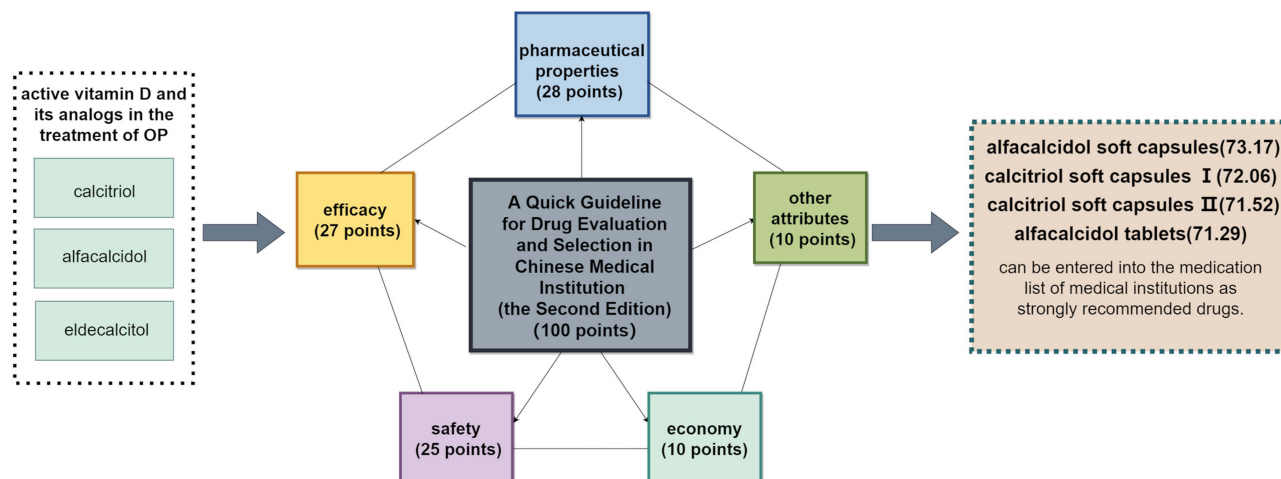 active vitamin D and
its analogs in the
treatment of OP
calcitriol
alfacalcidol
eldecalcitol
pharmaceutical
properties
(28 points)
efficacy
(27 points)
A Quick Guideline
for Drug Evaluation
and Selection in
Chinese Medical
Institution
(the Second Edition)
(100 points)
other
attributes
(10 points)
safety
(25 points)
economy
(10 points)
alfacalcidol soft capsules(73.17)
calcitriol soft capsules Ⅰ(72.06)
calcitriol soft capsules Ⅱ(71.52)
alfacalcidol tablets(71.29)
can be entered into the medication
list of medical institutions as
strongly recommended drugs.